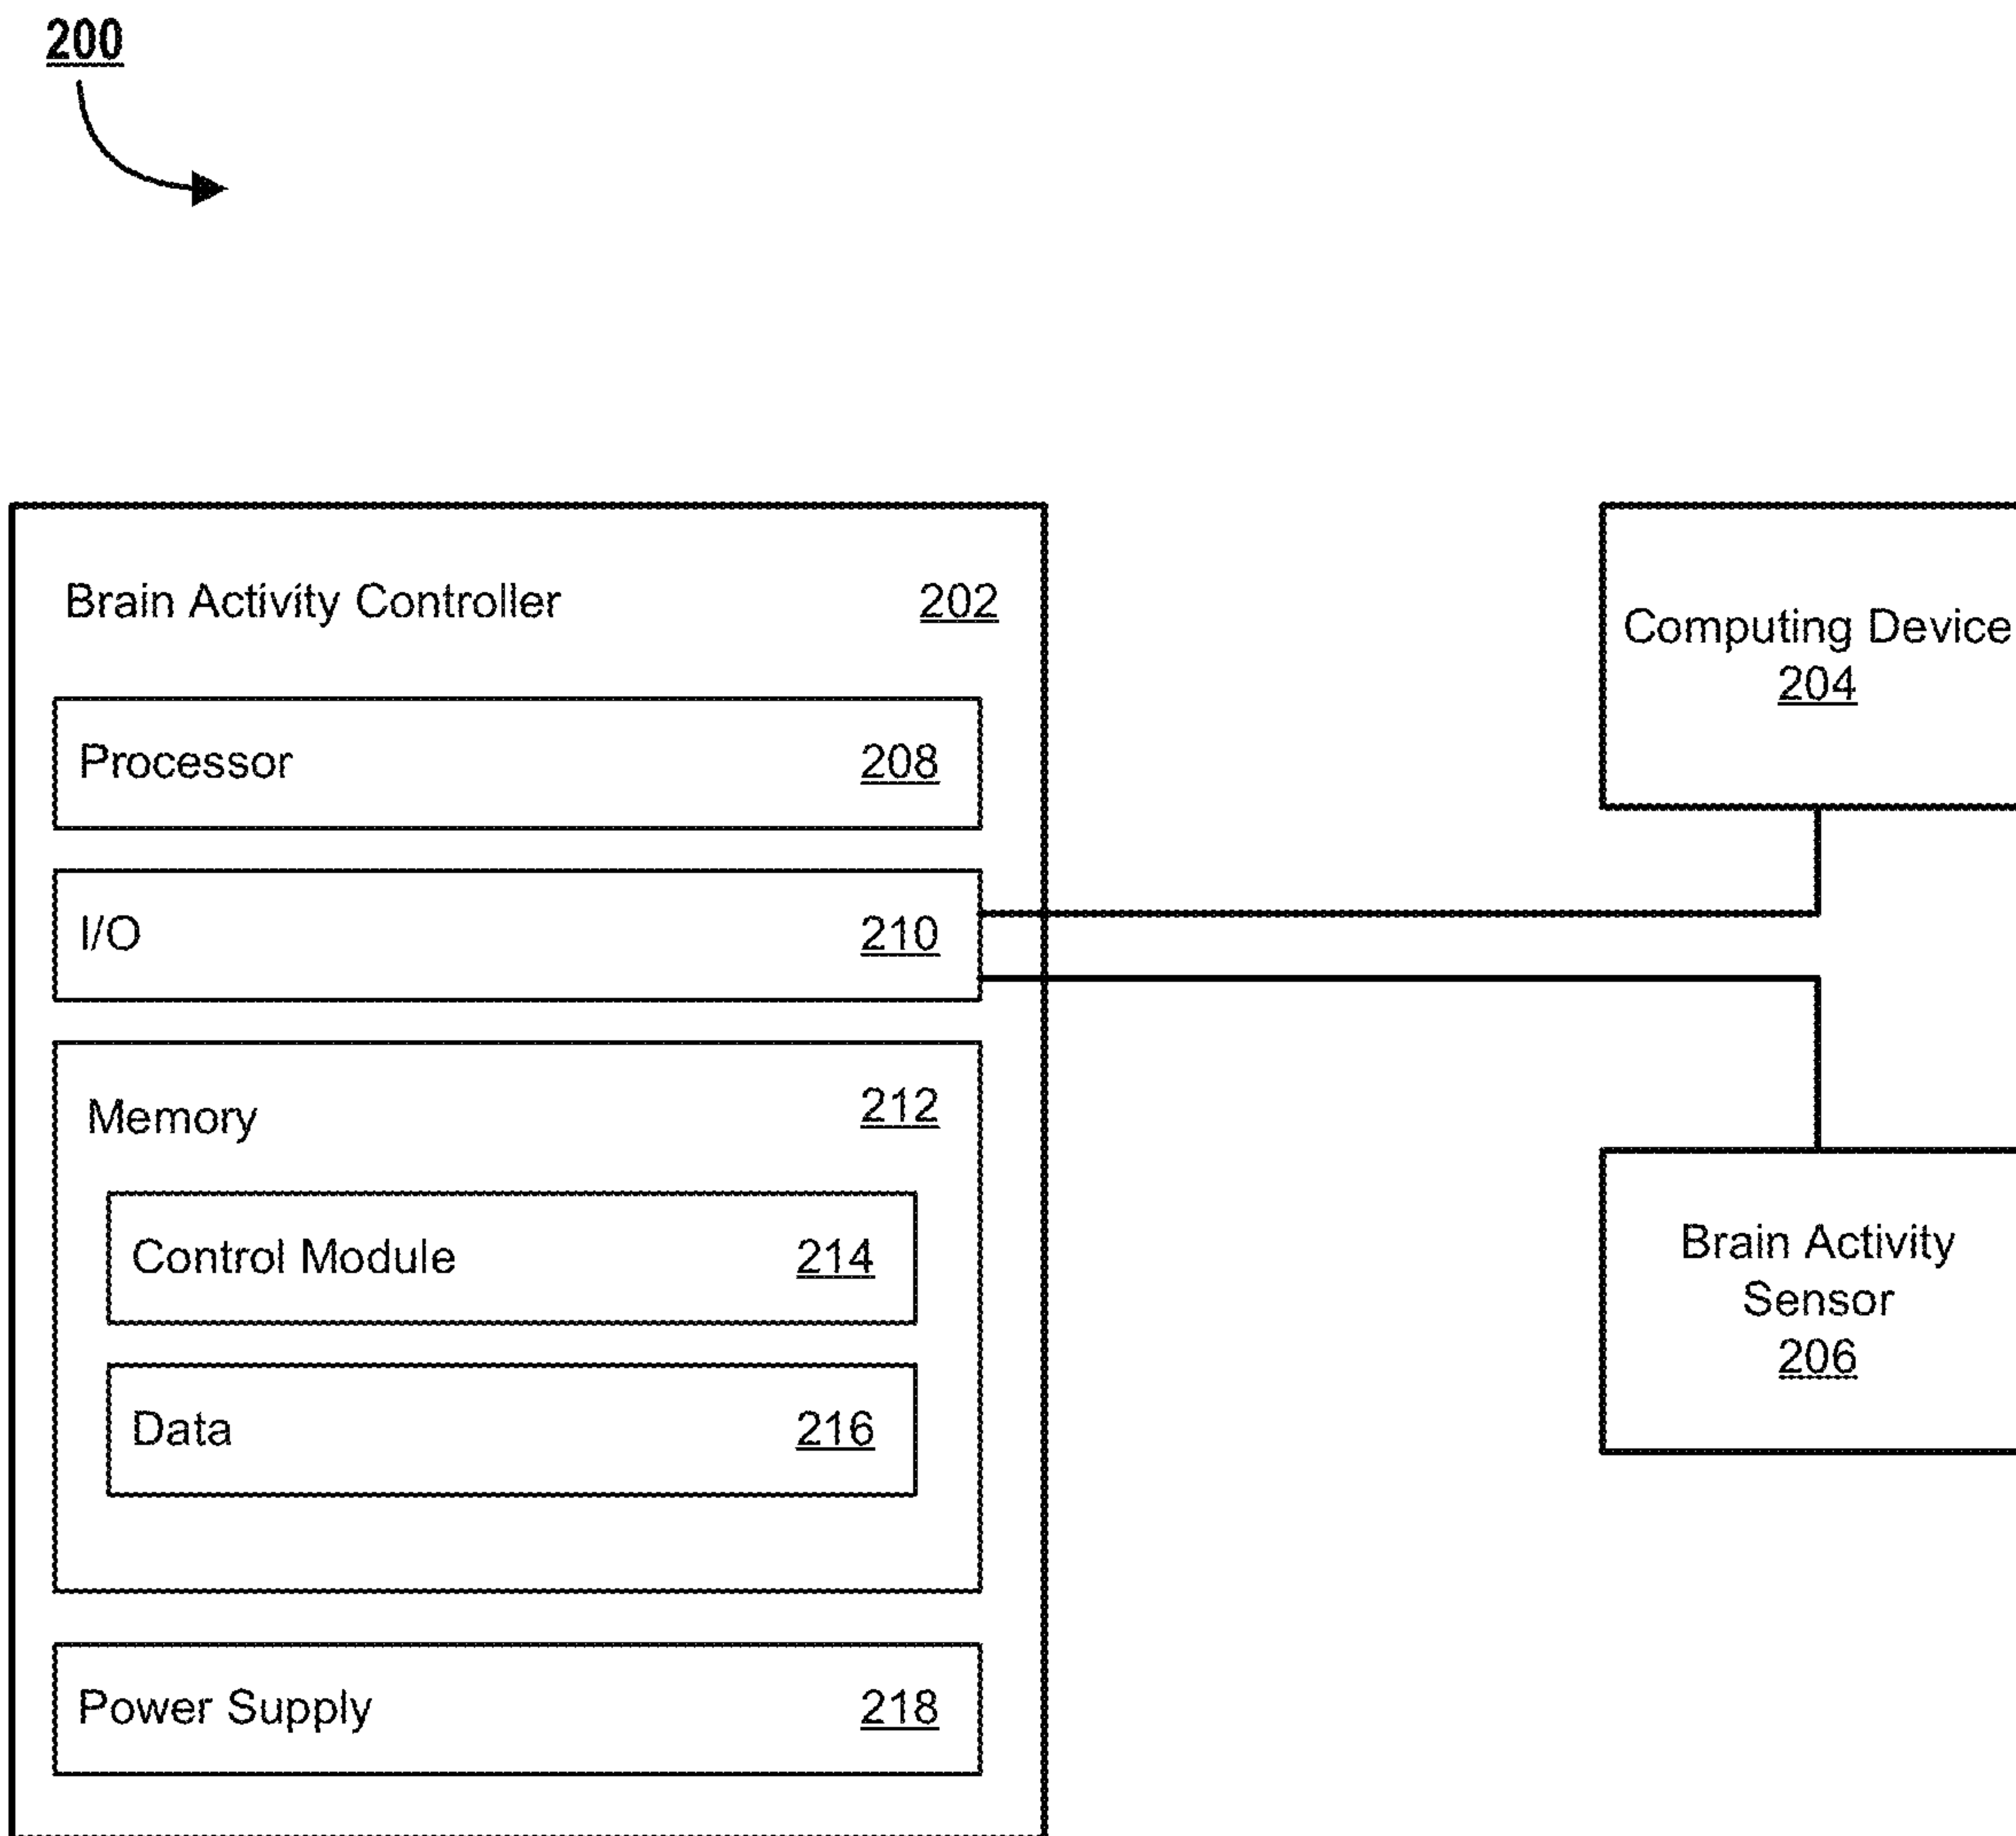 200
Brain Activity Controller 202
Processor 208
I/O 210
Memory 212
Control Module 214
Data 216
Power Supply 218
Computing Device
204
Brain Activity
Sensor
206